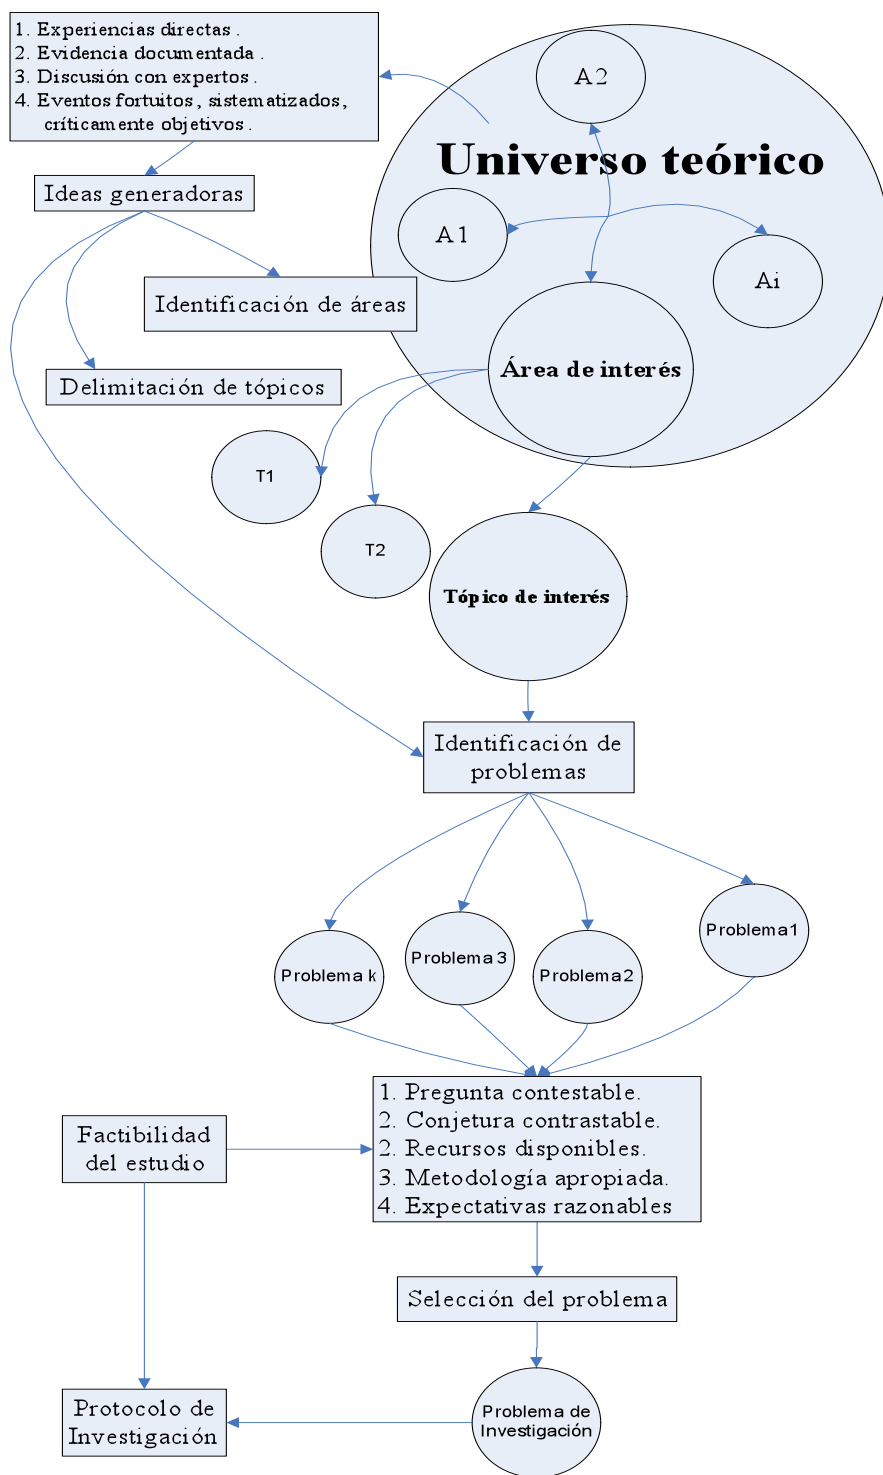 1. Experiencias directas .
2. Evidencia documentada .
3. Discusión con expertos .
4. Eventos fortuitos , sistematizados ,
críticamente objetivos .
A2
Universo teórico
Ideas generadoras
A1
Ai
Identificación de áreas
Área de interés
Delimitación de tópicos
T1
T2
Tópico de interés
Identificación de
problemas
Problema k
Problema 3
Problema2
Problema1
1. Pregunta contestable.
2. Conjetura contrastable.
2. Recursos disponibles.
3. Metodología apropiada.
4. Expectativas razonables
Factibilidad
del estudio
Selección del problema
Protocolo de
Investigación
Problema de
Investigación